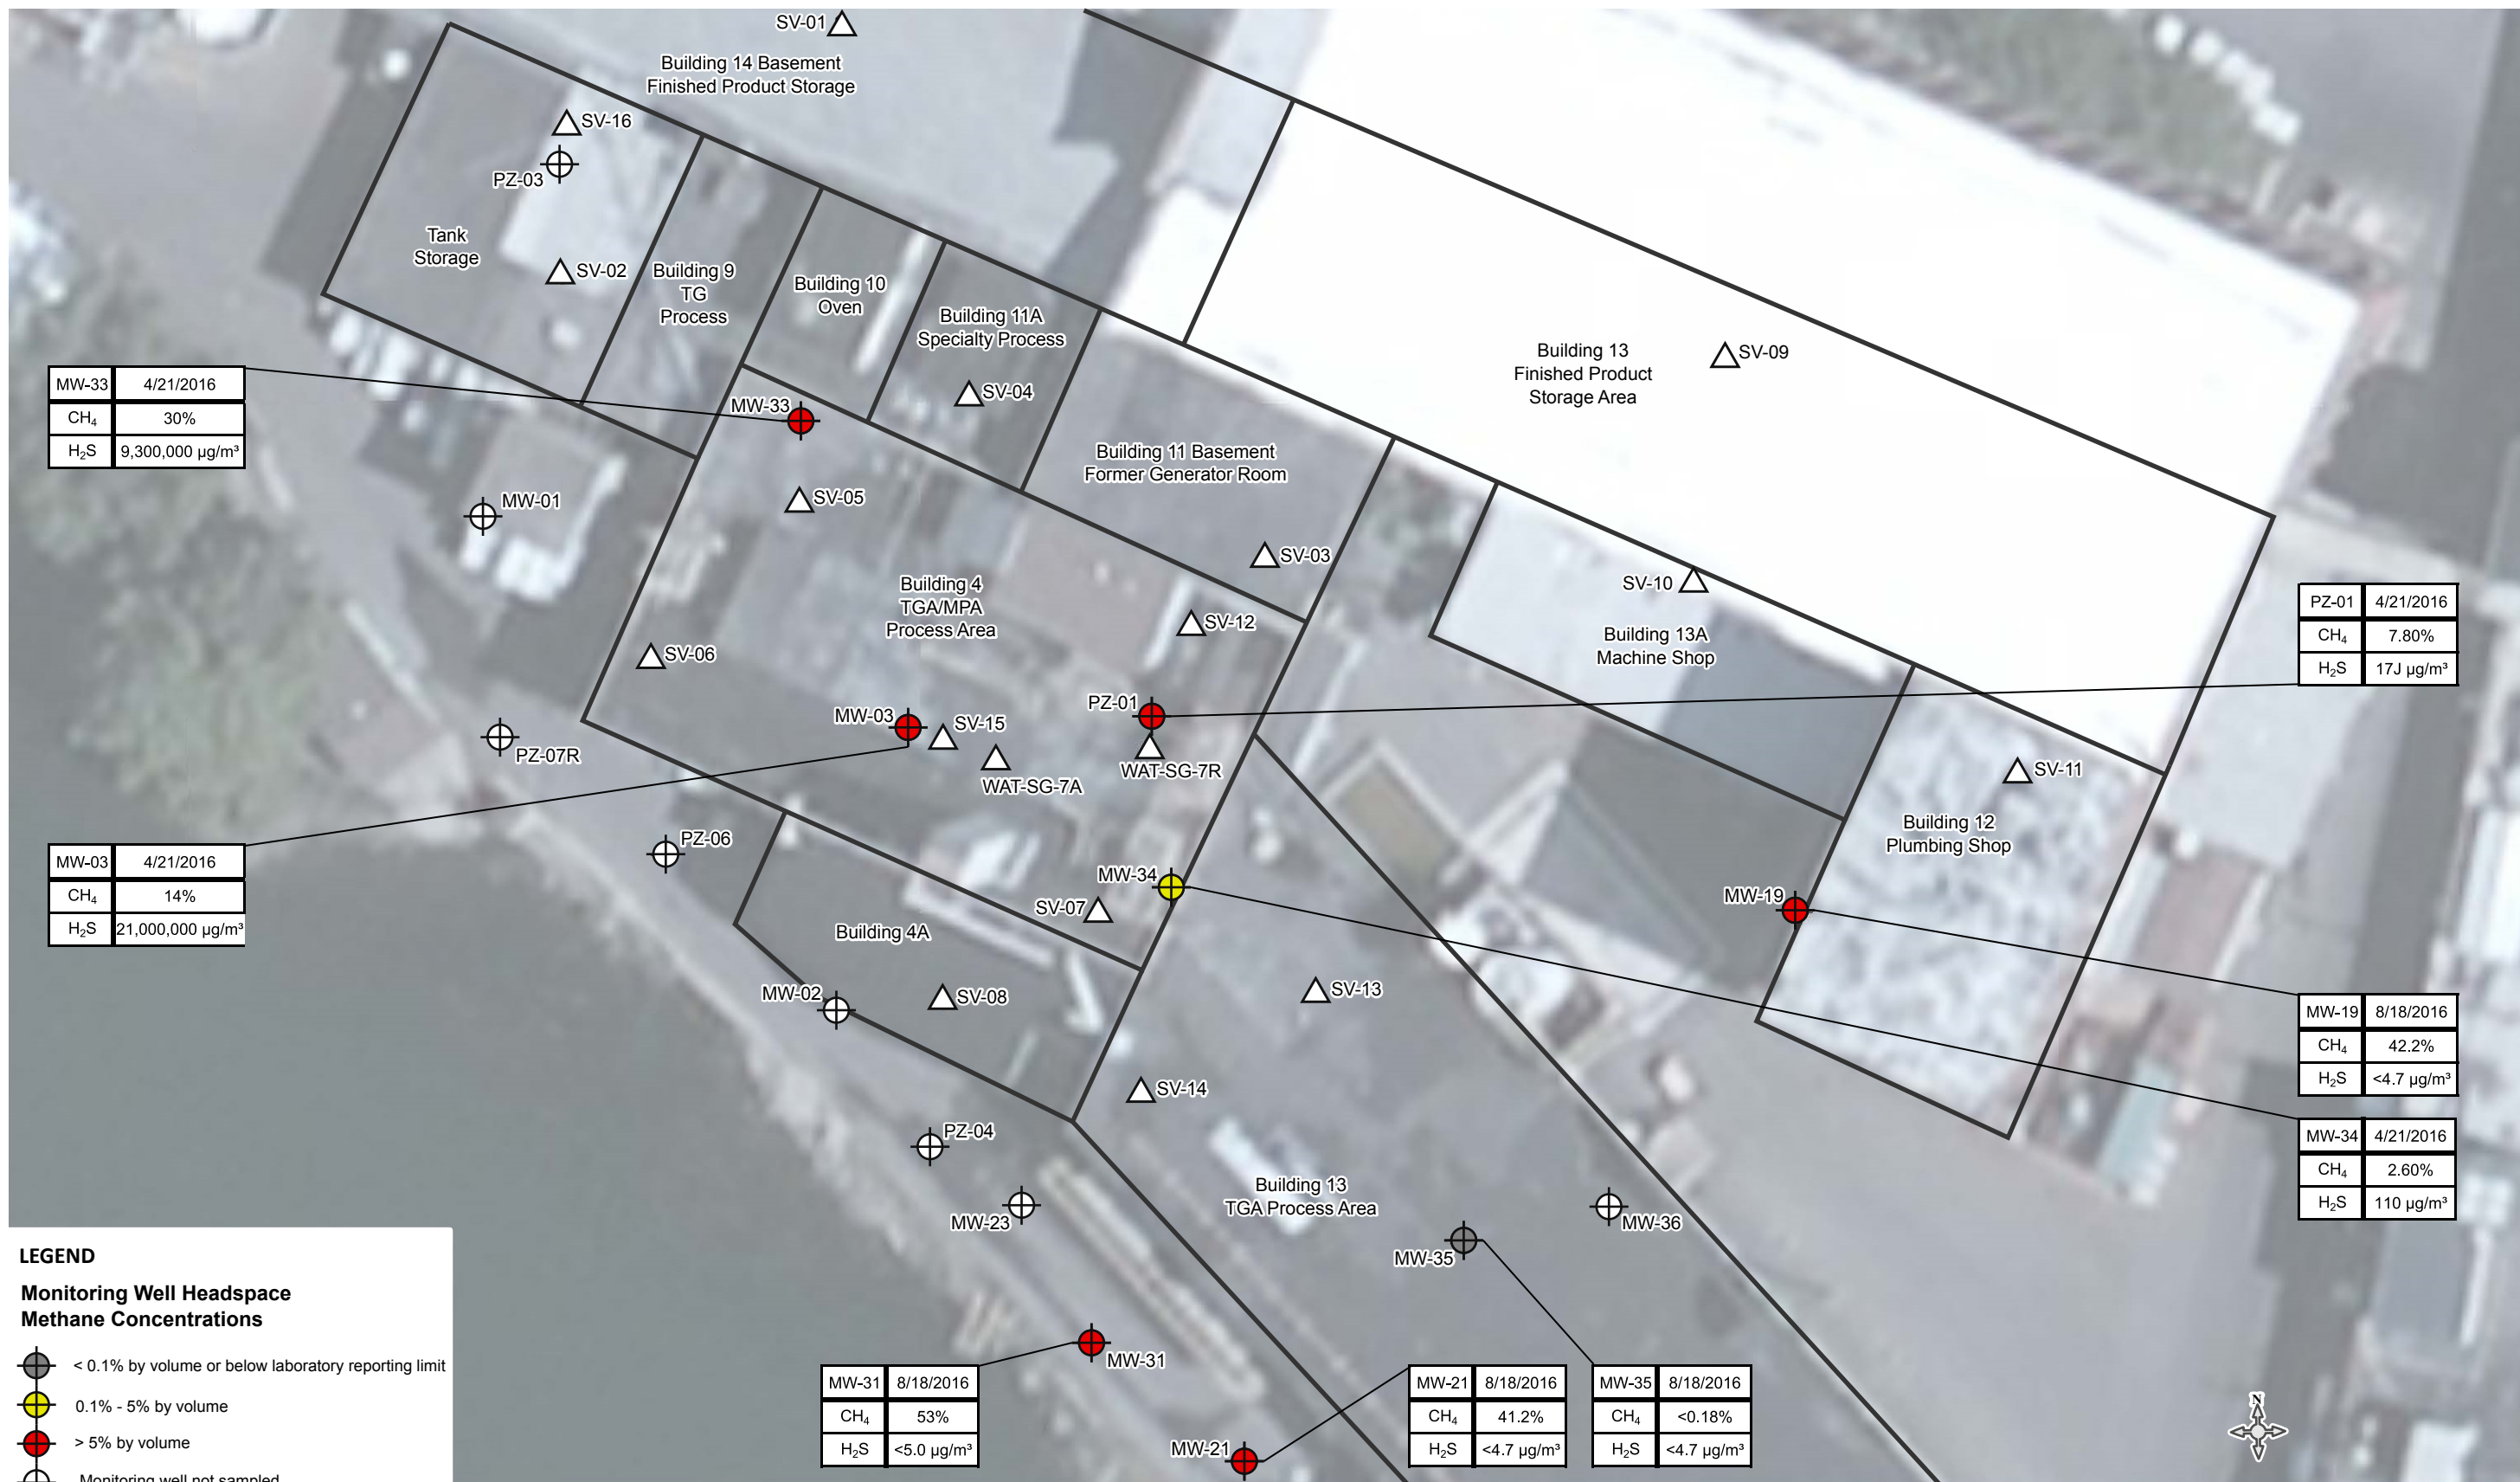 SV-01
Building 14 Basement
Finished Product Storage
SV-16
PZ-03
Tank
Storage
SV-02
Building 9
TG
Process
Building 10
Oven
Building 11A
Specialty Process
SV-04
Building 13
Finished Product
Storage Area
SV-09
MW-33 4/21/2016
CH₄ 30%
H₂S 9,300,000 µg/m³
MW-33
MW-01
SV-05
Building 11 Basement
Former Generator Room
SV-03
Building 4
TGA/MPA
Process Area
SV-12
SV-10
Building 13A
Machine Shop
PZ-01 4/21/2016
CH₄ 7.80%
H₂S 17J µg/m³
SV-06
MW-03
SV-15
PZ-01
PZ-07R
WAT-SG-7A
WAT-SG-7R
SV-11
Building 12
Plumbing Shop
PZ-06
MW-03 4/21/2016
CH₄ 14%
H₂S 21,000,000 µg/m³
MW-34
SV-07
MW-19
Building 4A
MW-02
SV-08
SV-13
MW-19 8/18/2016
CH₄ 42.2%
H₂S <4.7 µg/m³
SV-14
PZ-04
MW-34 4/21/2016
CH₄ 2.60%
H₂S 110 µg/m³
Building 13
TGA Process Area
MW-23
MW-36
MW-35
MW-31
MW-21
MW-31 8/18/2016
CH₄ 53%
H₂S <5.0 µg/m³
MW-21 8/18/2016
CH₄ 41.2%
H₂S <4.7 µg/m³
MW-35 8/18/2016
CH₄ <0.18%
H₂S <4.7 µg/m³
N
LEGEND
Monitoring Well Headspace
Methane Concentrations
< 0.1% by volume or below laboratory reporting limit
0.1% - 5% by volume
> 5% by volume
Monitoring well not sampled